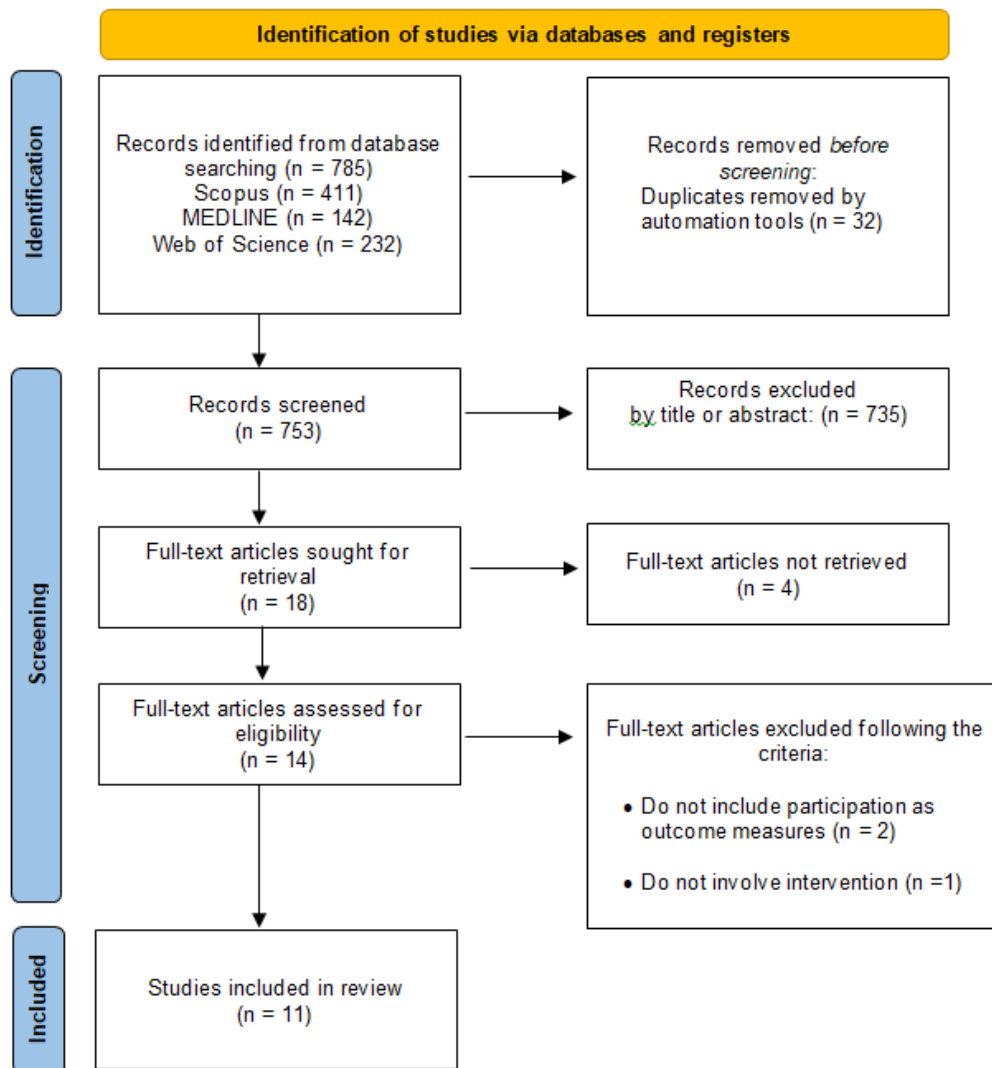 Identification of studies via databases and registers
Identification
Records identified from database
searching (n = 785)
Scopus (n = 411)
MEDLINE (n = 142)
Web of Science (n = 232)
Records removed before
screening:
Duplicates removed by
automation tools (n = 32)
Screening
Records screened
(n = 753)
Records excluded
by title or abstract: (n = 735)
Full-text articles sought for
retrieval
(n = 18)
Full-text articles not retrieved
(n = 4)
Full-text articles assessed for
eligibility
(n = 14)
Full-text articles excluded following the
criteria:
• Do not include participation as
outcome measures (n = 2)
• Do not involve intervention (n =1)
Included
Studies included in review
(n = 11)